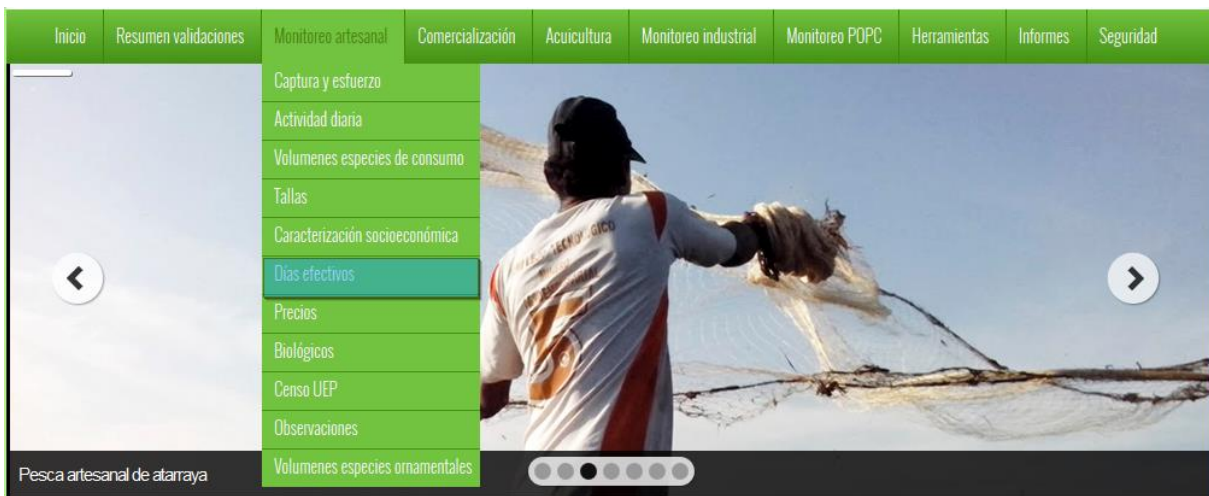 Inicio Resumen validaciones Monitoreo artesanal Comercialización Acuicultura Monitoreo industrial Monitoreo POPC Herramientas Informes Seguridad
Captura y esfuerzo
Actividad diaria
Volumenes especies de consumo
Tallas
Caracterización socioeconómica
Días efectivos
Precios
Biológicos
Censo UEP
Observaciones
Volumenes especies ornamentales
TECNOLOGICO
Pesca artesanal de atarraya